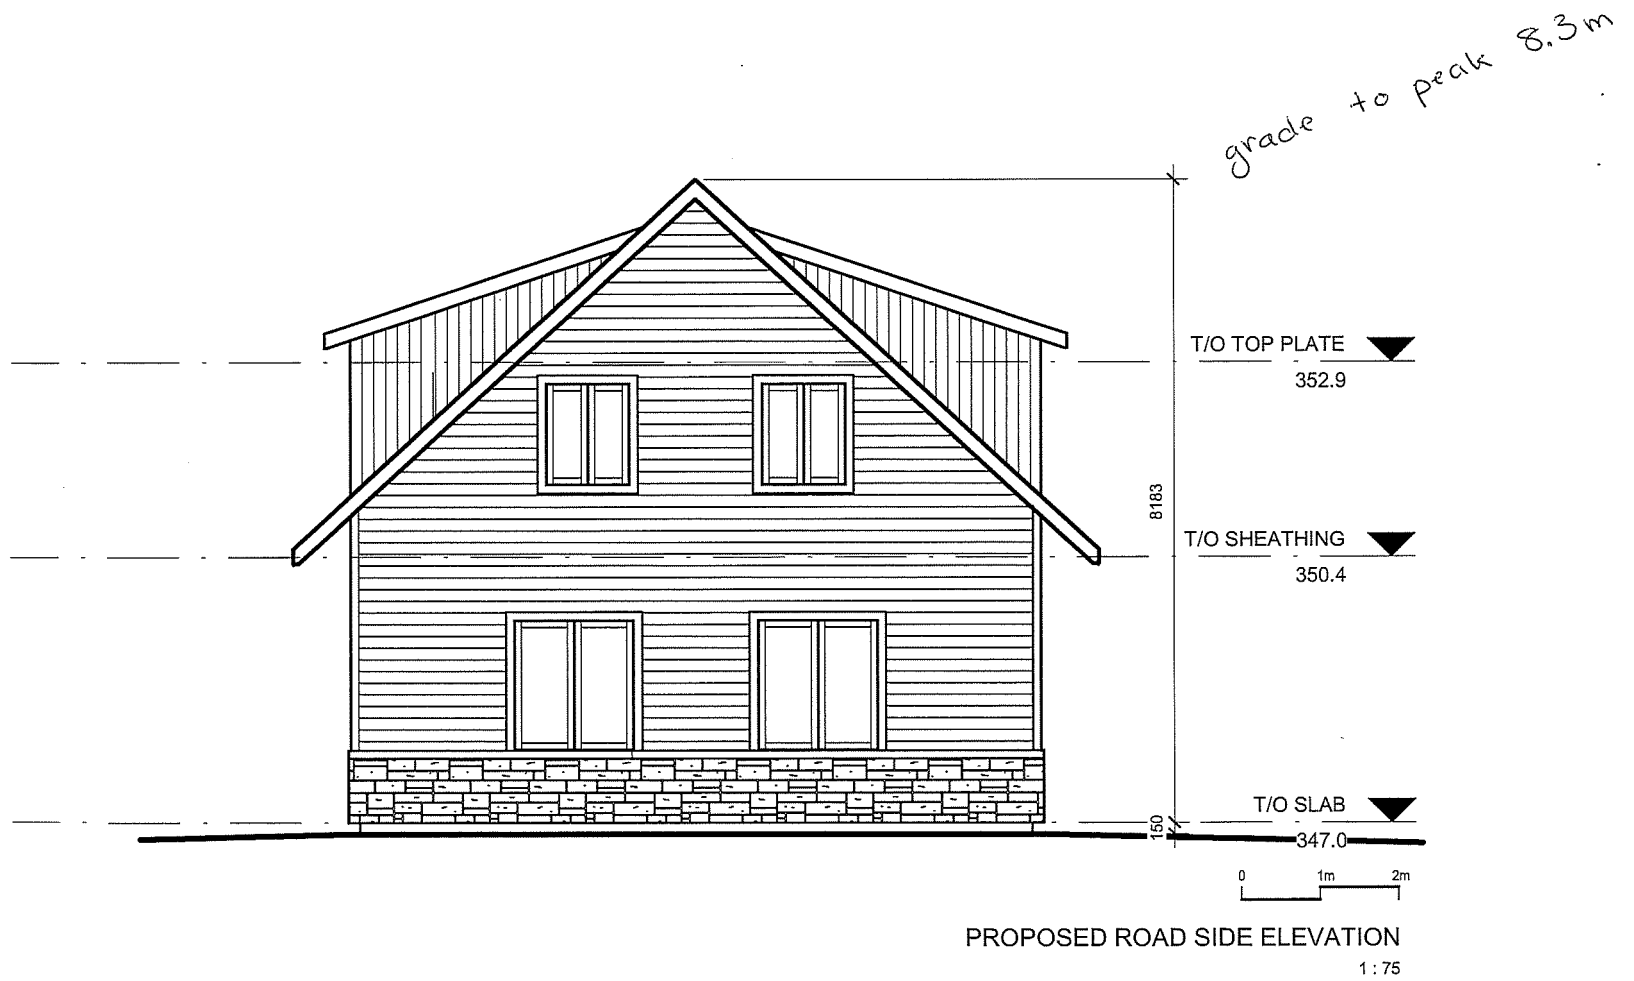 grade to peak 8.3m
T/O TOP PLATE
352.9
8183
T/O SHEATHING
350.4
T/O SLAB
150
347.0
0 1m 2m
PROPOSED ROAD SIDE ELEVATION
1 : 75